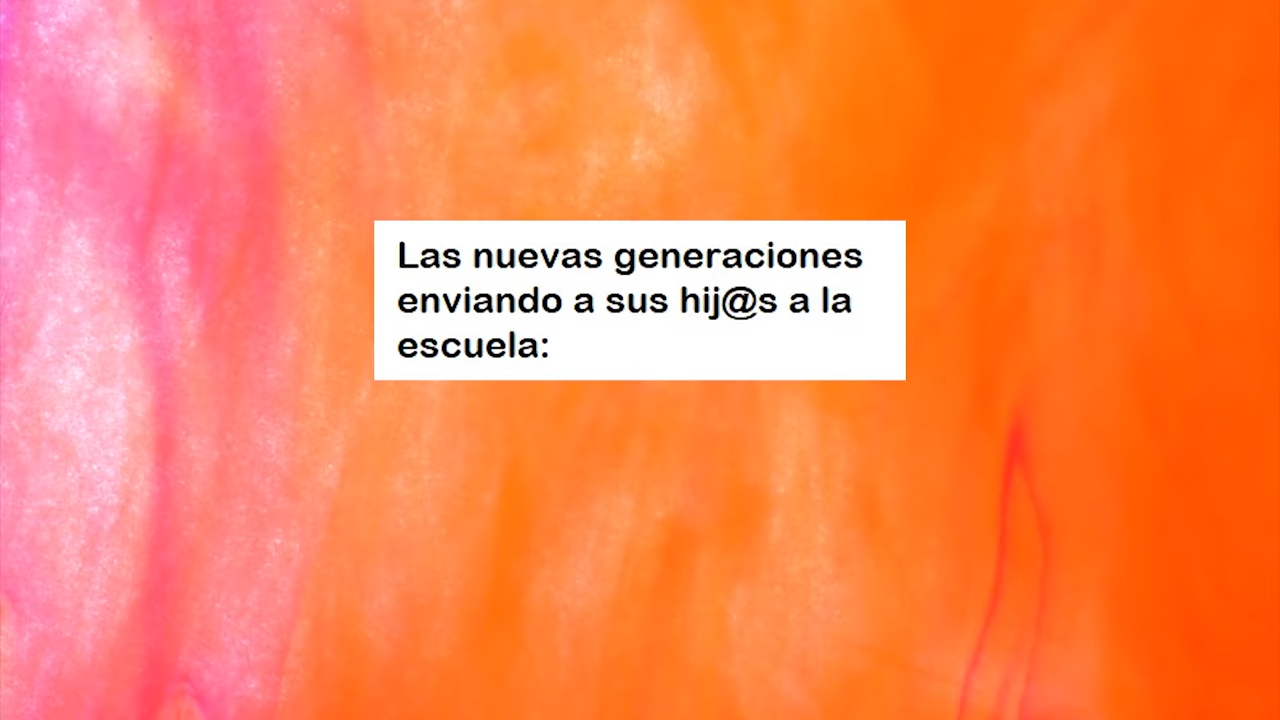 Las nuevas generaciones
enviando a sus hij@s a la
escuela: